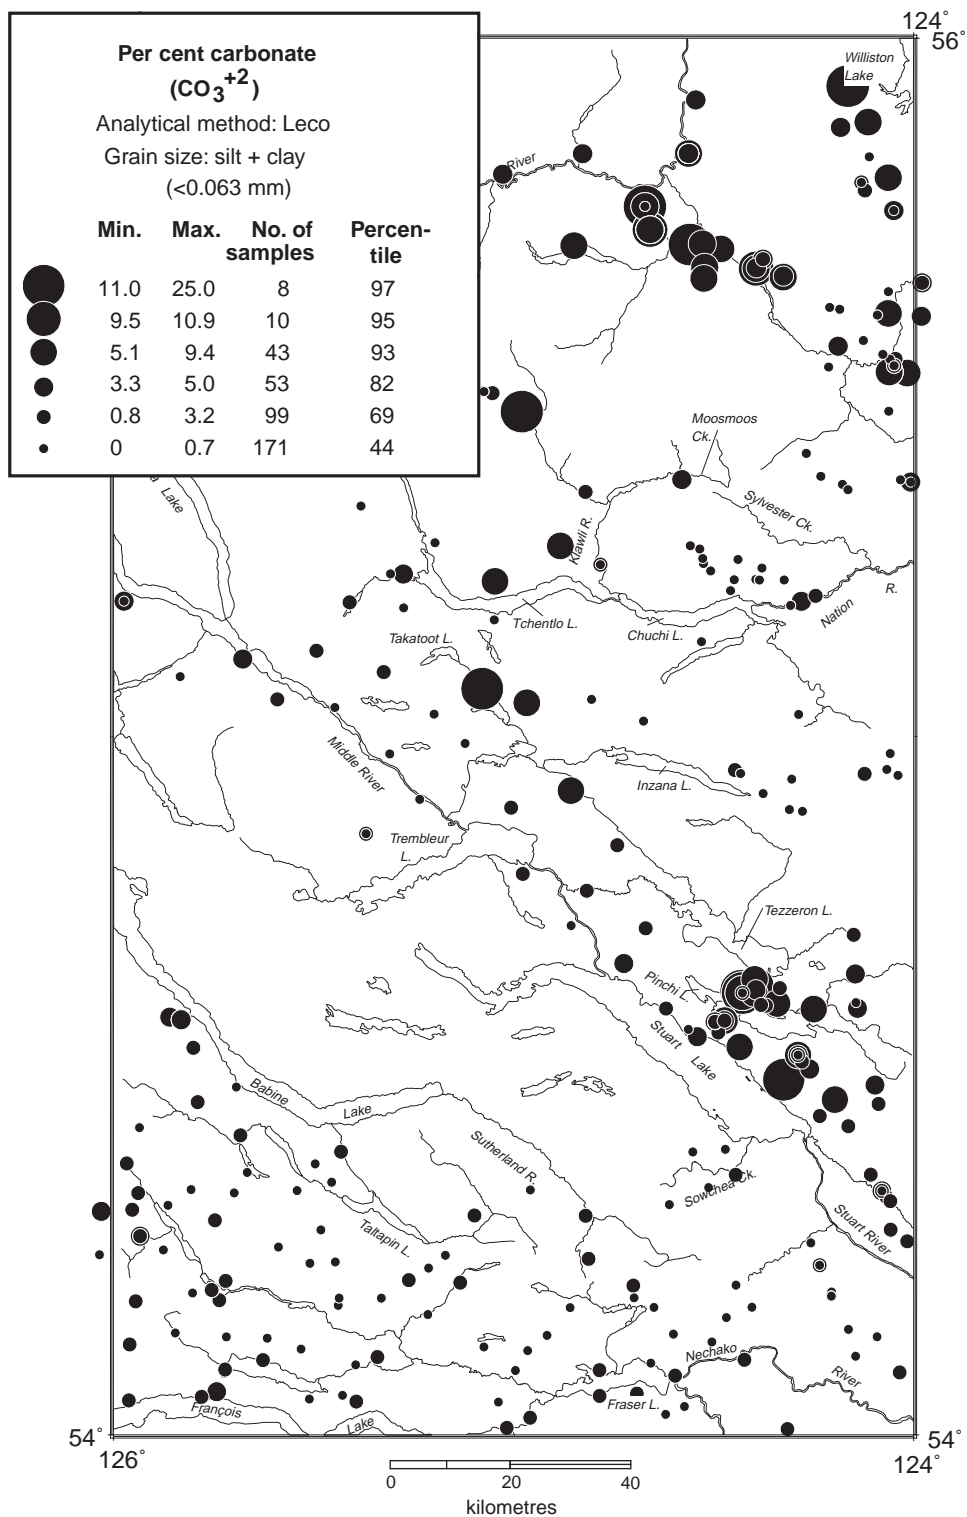 Per cent carbonate
(CO3+2)
Analytical method: Leco
Grain size: silt + clay
(<0.063 mm)
Min. Max. No. of samples Percen-tile
11.0 25.0 8 97
9.5 10.9 10 95
5.1 9.4 43 93
3.3 5.0 53 82
0.8 3.2 99 69
0 0.7 171 44
124°
56°
Williston
Lake
River
Moosmoos
Ck.
Lake
Sylvester Ck.
Klawli R.
R.
Nation
Tchentlo L.
Chuchi L.
Takatoot L.
Middle River
Inzana L.
Trembleur
L.
Tezzeron L.
Pinchi L.
Stuart
Lake
Babine
Lake
Sutherland R.
Sowchea Ck.
Stuart River
Taltapin L.
Nechako
River
Fraser L.
François
Lake
54°
54°
126°
124°
0 20 40
kilometres